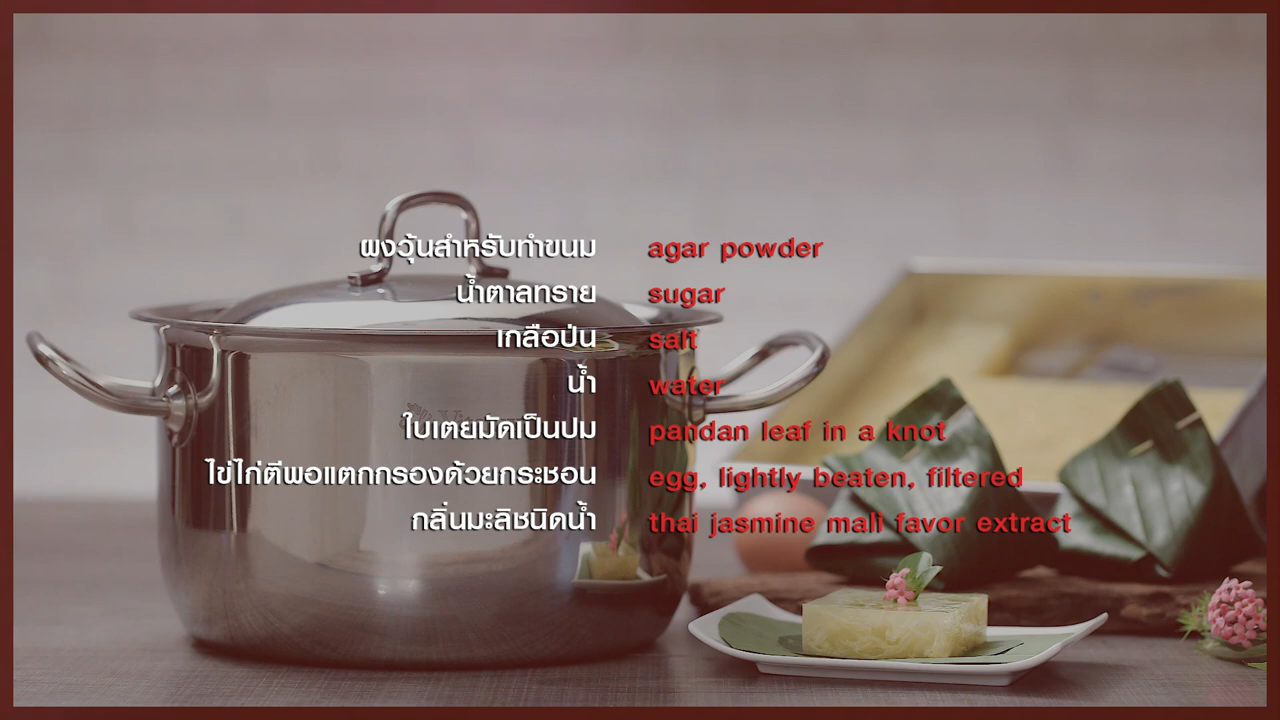 ผงวุ้นสำหรับทำขนม agar powder
น้ำตาลทราย sugar
เกลือป่น salt
น้ำ water
ใบเตยมัดเป็นปม pandan leaf in a knot
ไข่ไก่ตีพอแตกกรองด้วยกระชอน egg, lightly beaten, filtered
กลิ่นมะลิชนิดน้ำ thai jasmine mali favor extract